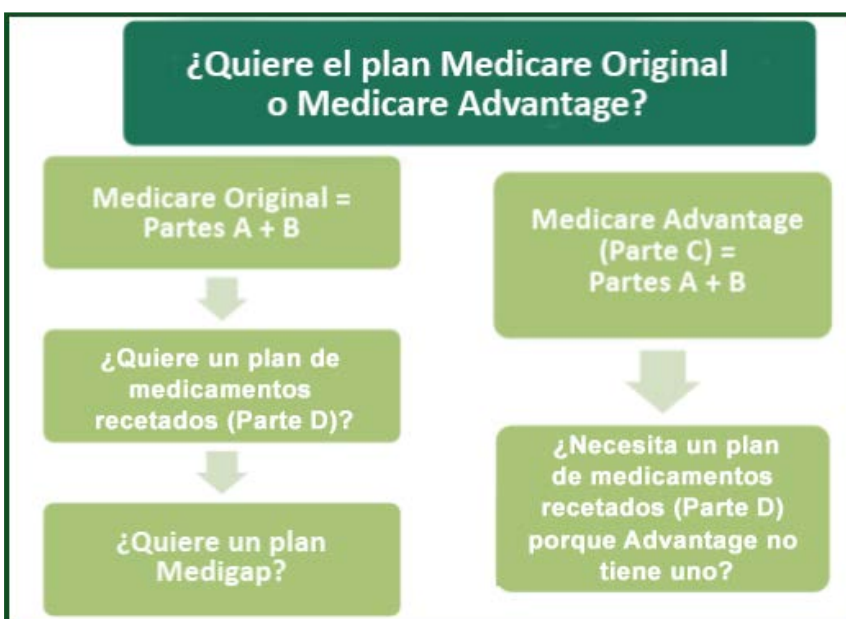 ¿Quiere el plan Medicare Original
o Medicare Advantage?
Medicare Original =
Partes A + B
¿Quiere un plan de
medicamentos
recetados (Parte D)?
¿Quiere un plan
Medigap?
Medicare Advantage
(Parte C) =
Partes A + B
¿Necesita un plan
de medicamentos
recetados (Parte D)
porque Advantage no
tiene uno?